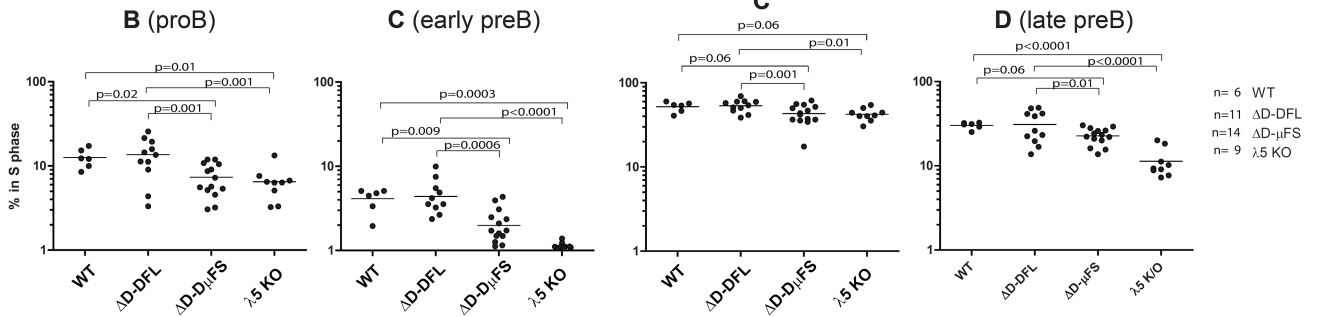 B (proB)
p=0.01
p=0.001
p=0.02
p=0.001
% in S phase
100
10
1
WT
ΔD-DFL
ΔD-DμFS
λ5 KO
C (early preB)
p=0.0003
p<0.0001
p=0.009
p=0.0006
100
10
1
WT
ΔD-DFL
ΔD-DμFS
λ5 KO
C'
p=0.06
p=0.01
p=0.06
p=0.001
100
10
1
WT
ΔD-DFL
ΔD-DμFS
λ5 KO
D (late preB)
p<0.0001
p<0.0001
p=0.06
p=0.01
100
10
1
WT
ΔD-DFL
ΔD-μFS
λ5 K/O
n= 6 WT
n=11 ΔD-DFL
n=14 ΔD-μFS
n= 9 λ5 KO